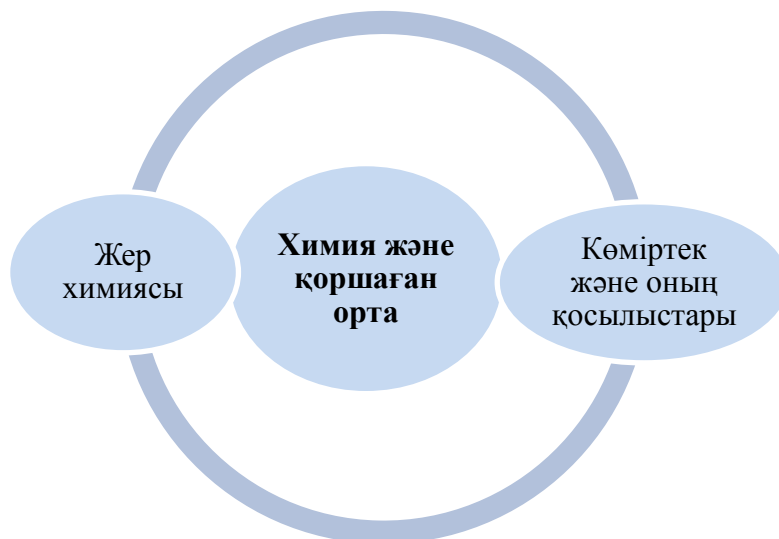 Жер
химиясы
Химия және
қоршаған
орта
Көміртек
және оның
қосылыстары